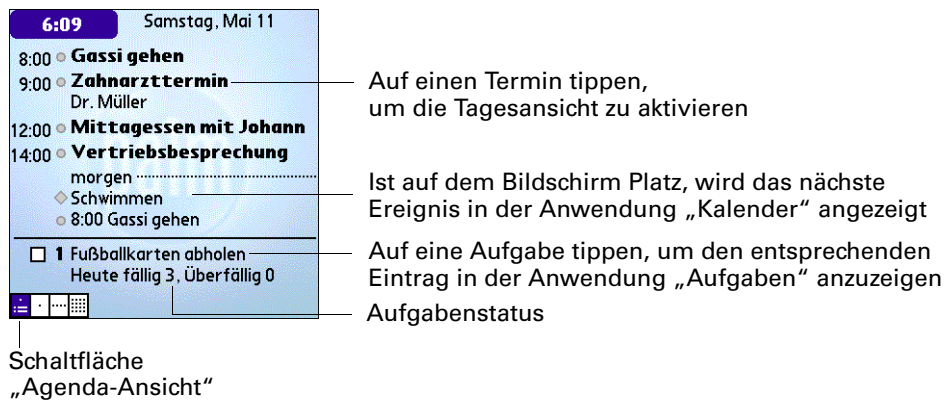 6:09 Samstag, Mai 11
8:00 Gassi gehen
9:00 Zahnarzttermin
Dr. Müller
12:00 Mittagessen mit Johann
14:00 Vertriebsbesprechung
morgen
Schwimmen
8:00 Gassi gehen
1 Fußballkarten abholen
Heute fällig 3, Überfällig 0
Auf einen Termin tippen,
um die Tagesansicht zu aktivieren
Ist auf dem Bildschirm Platz, wird das nächste
Ereignis in der Anwendung „Kalender“ angezeigt
Auf eine Aufgabe tippen, um den entsprechenden
Eintrag in der Anwendung „Aufgaben“ anzuzeigen
Aufgabenstatus
Schaltfläche
„Agenda-Ansicht“